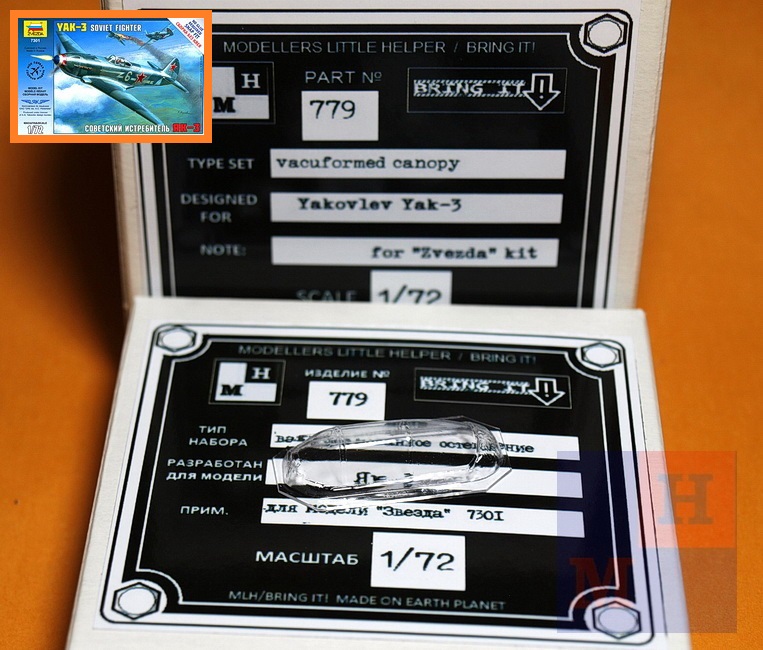 YAK-3 SOVIET FIGHTER
7301
1/72
СОВЕТСКИЙ ИСТРЕБИТЕЛЬ ЯК-3
MODELLERS LITTLE HELPER / BRING IT!
H
M
PART №
779
BRING IT
!!
TYPE SET
vacuformed canopy
DESIGNED
FOR
Yakovlev Yak-3
NOTE:
for "Zvezda" kit
SCALE
1/72
MODELLERS LITTLE HELPER / BRING IT!
H
M
ИЗДЕЛИЕ №
779
BRING IT
!!
ТИП
НАБОРА
РАЗРАБОТАН
ДЛЯ МОДЕЛИ
ПРИМ.
для модели "Звезда" 7301
МАСШТАБ
1/72
MLH/BRING IT! MADE ON EARTH PLANET
H
M